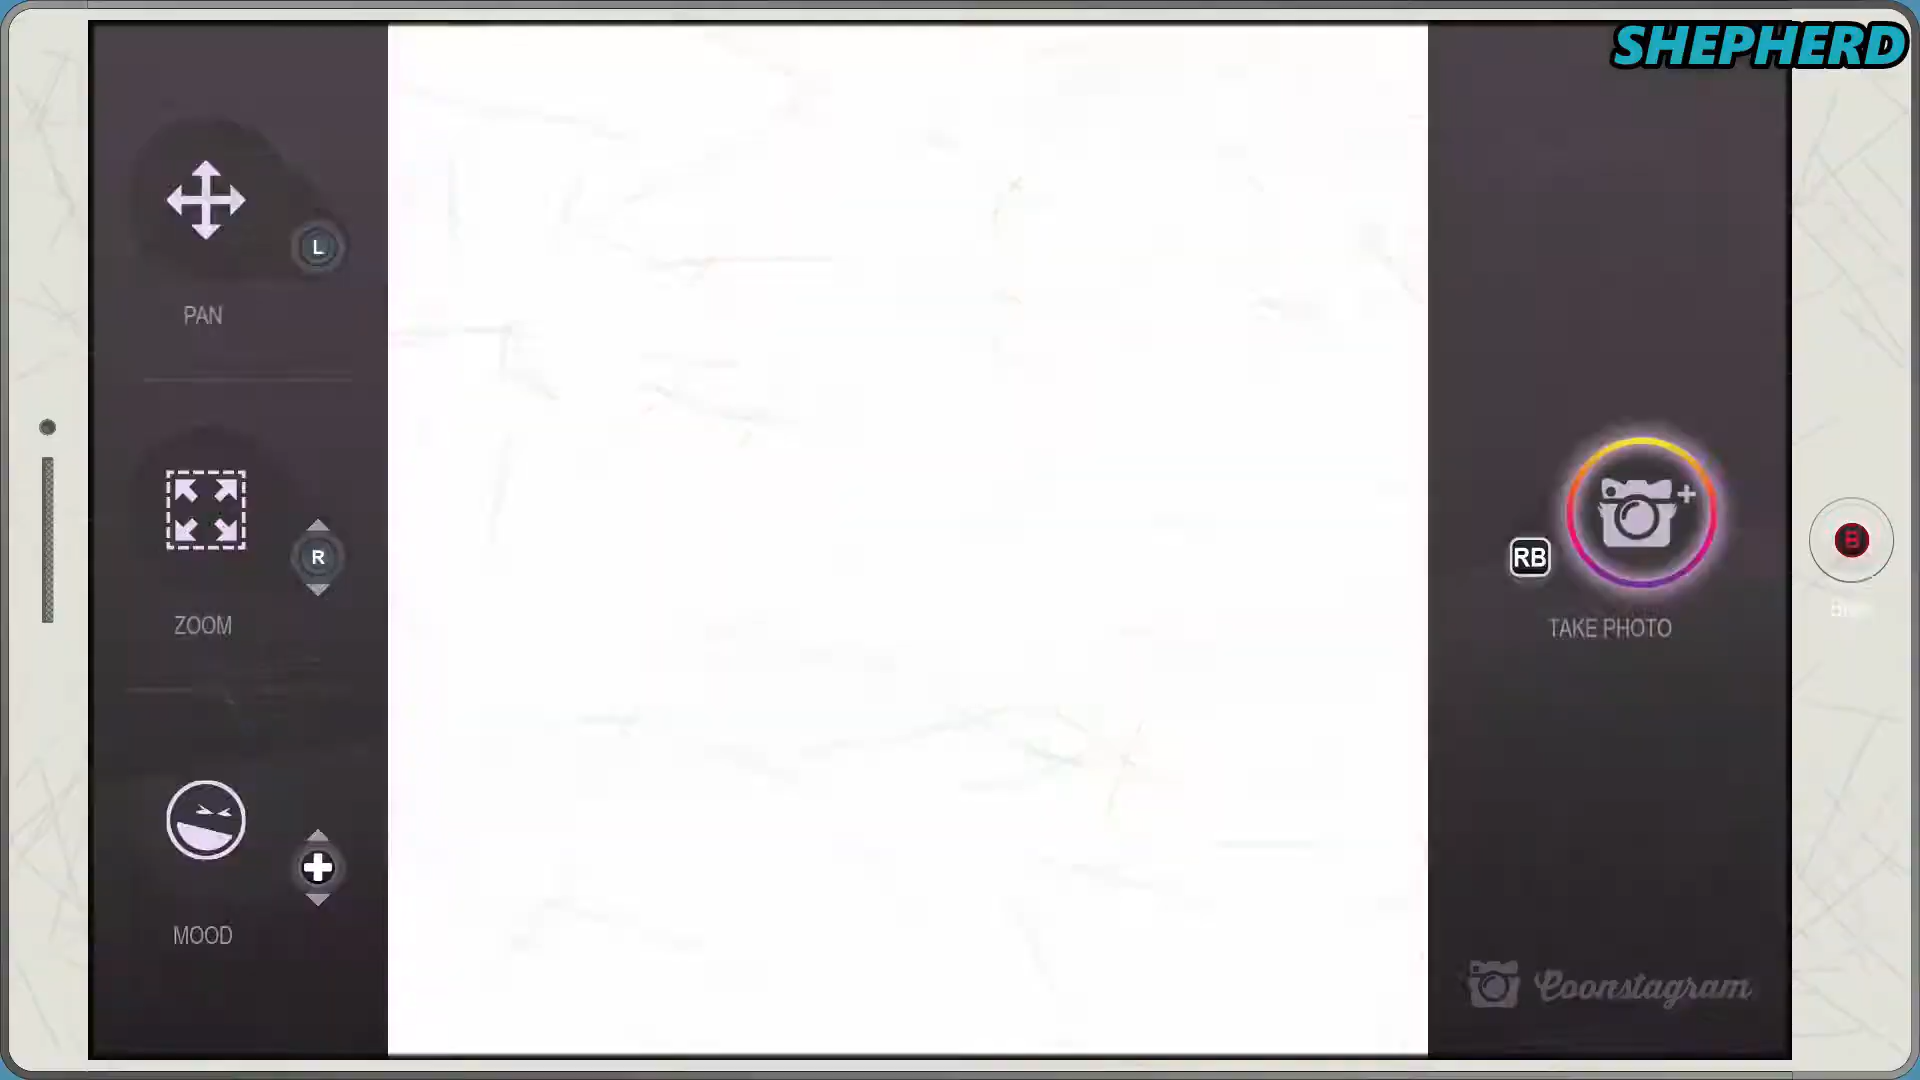 SHEPHERD
L
PAN
R
ZOOM
MOOD
RB
TAKE PHOTO
B
Coonstagram